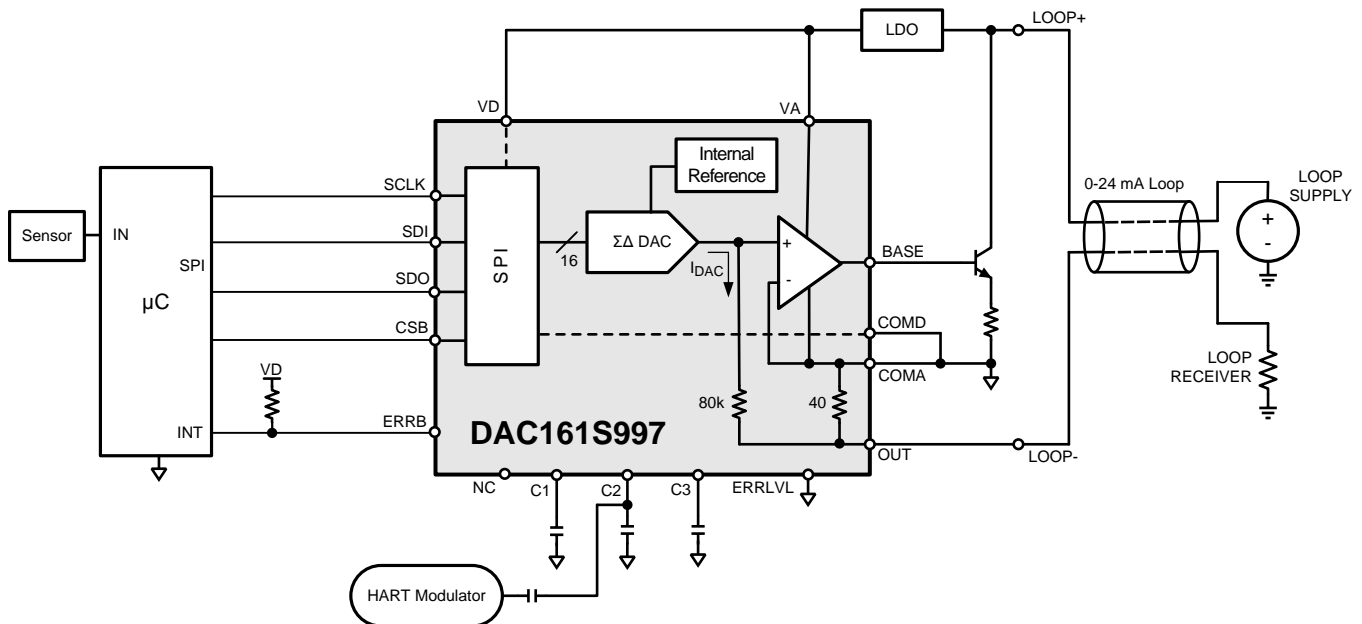 LDO
LOOP+
VD
VA
Internal
Reference
0-24 mA Loop
LOOP
SUPPLY
+
-
Sensor
IN
SPI
µC
INT
SCLK
SDI
SDO
CSB
VD
ERRB
SPI
16
ΣΔ DAC
IDAC
+
-
BASE
COMD
COMA
80k
40
DAC161S997
OUT
LOOP-
LOOP
RECEIVER
NC
C1
C2
C3
ERRLVL
HART Modulator